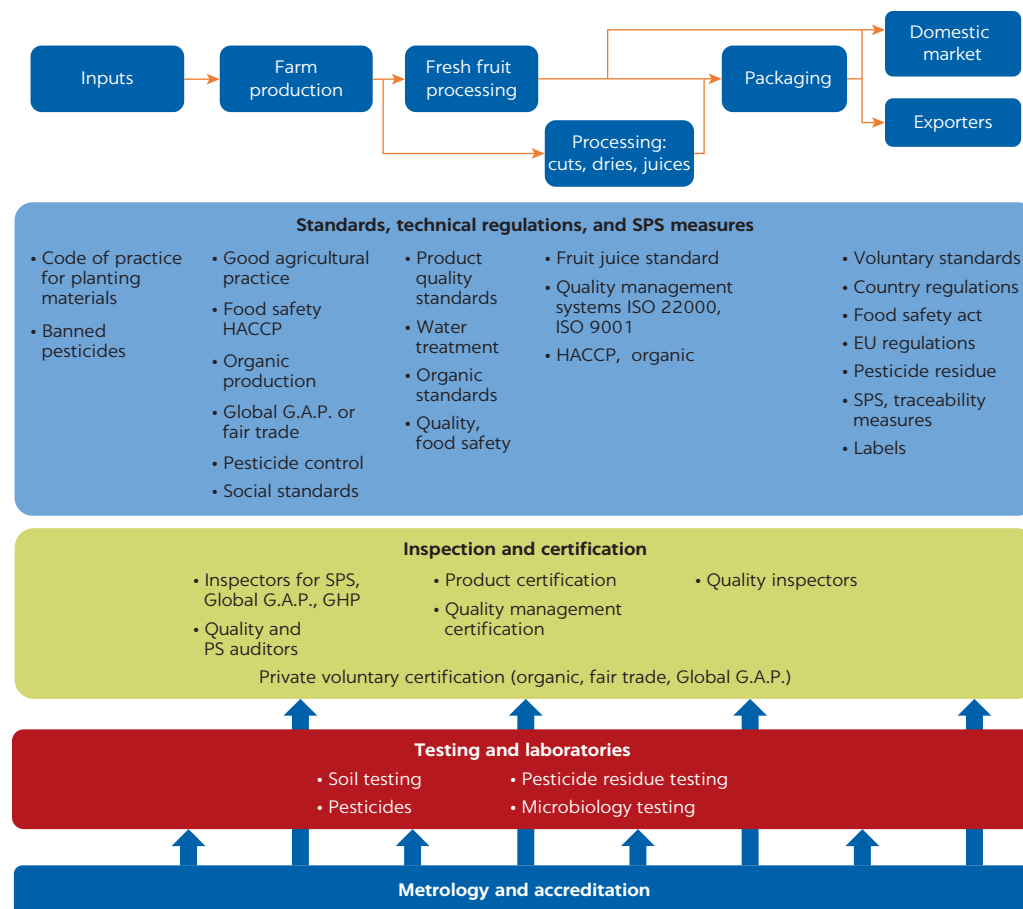 Inputs
Farm
production
Fresh fruit
processing
Processing:
cuts, dries, juices
Packaging
Domestic
market
Exporters
Standards, technical regulations, and SPS measures
• Code of practice
for planting
materials
• Banned
pesticides
• Good agricultural
practice
• Food safety
HACCP
• Organic
production
• Global G.A.P. or
fair trade
• Pesticide control
• Social standards
• Product
quality
standards
• Water
treatment
• Organic
standards
• Quality,
food safety
• Fruit juice standard
• Quality management
systems ISO 22000,
ISO 9001
• HACCP, organic
• Voluntary standards
• Country regulations
• Food safety act
• EU regulations
• Pesticide residue
• SPS, traceability
measures
• Labels
Inspection and certification
• Inspectors for SPS,
Global G.A.P., GHP
• Quality and
PS auditors
• Product certification
• Quality management
certification
• Quality inspectors
Private voluntary certification (organic, fair trade, Global G.A.P.)
Testing and laboratories
• Soil testing
• Pesticides
• Pesticide residue testing
• Microbiology testing
Metrology and accreditation